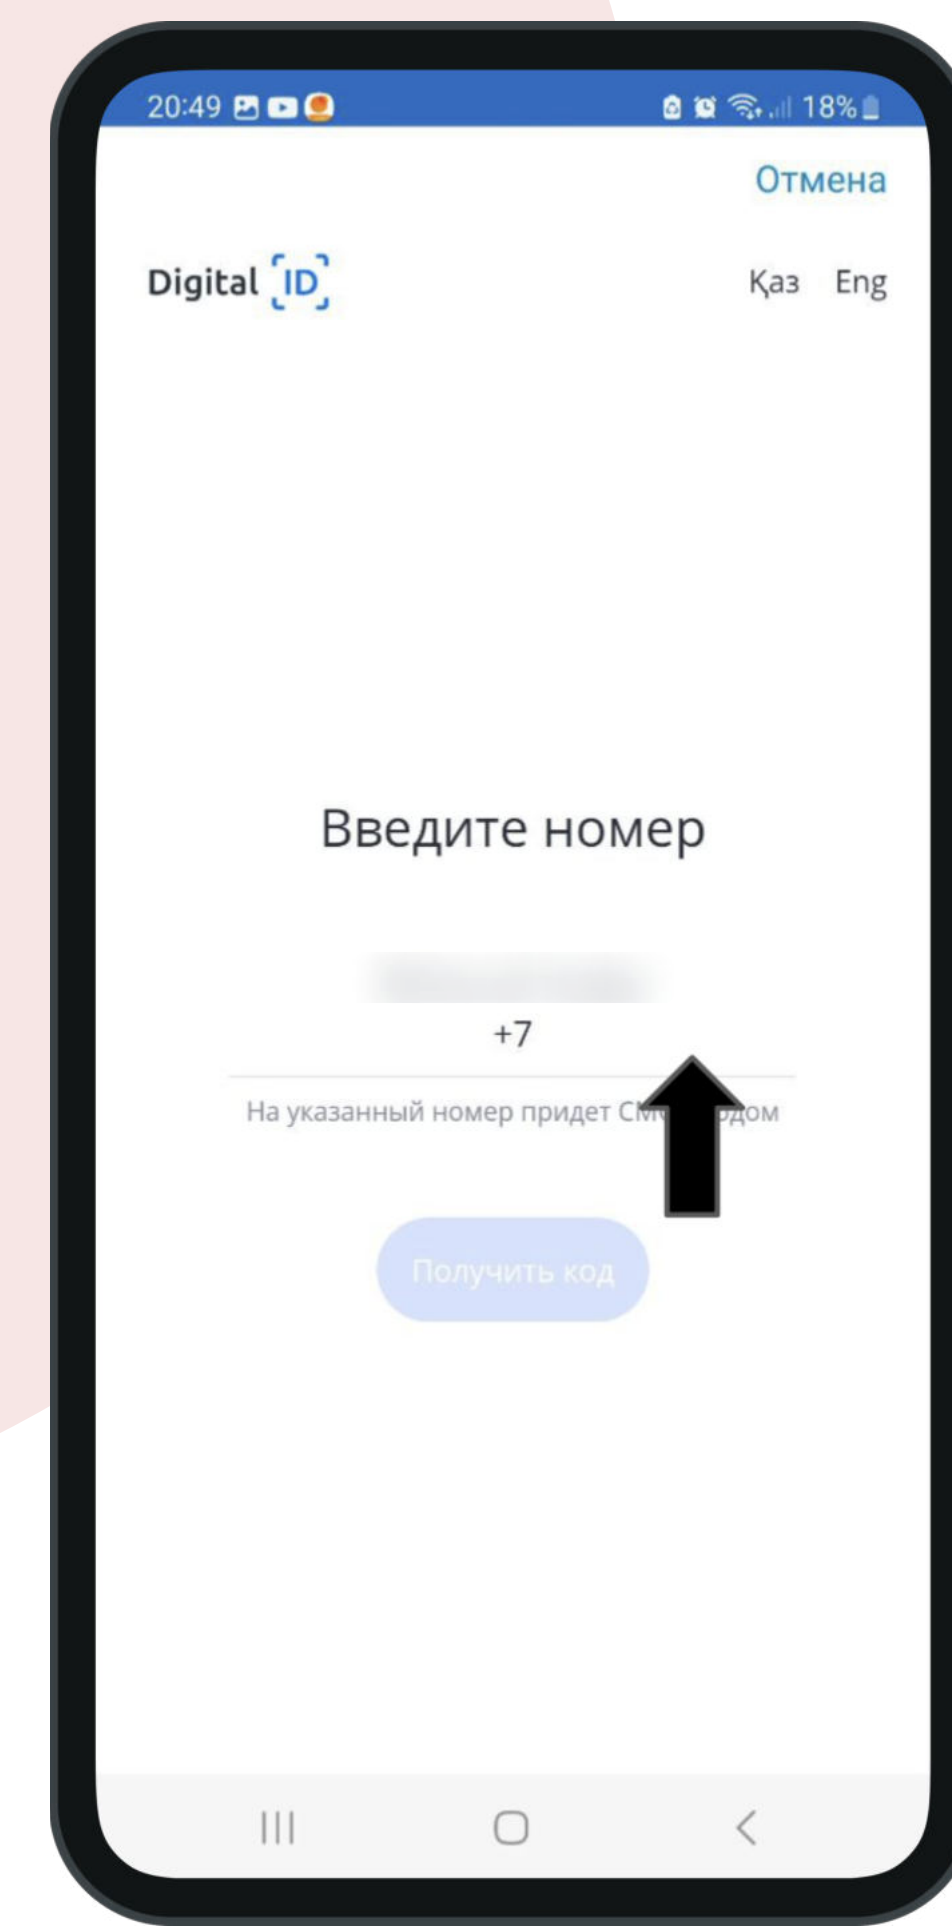 20:49
18%
Отмена
Digital ID
Қаз Eng
Введите номер
+7
На указанный номер придет
Получить код